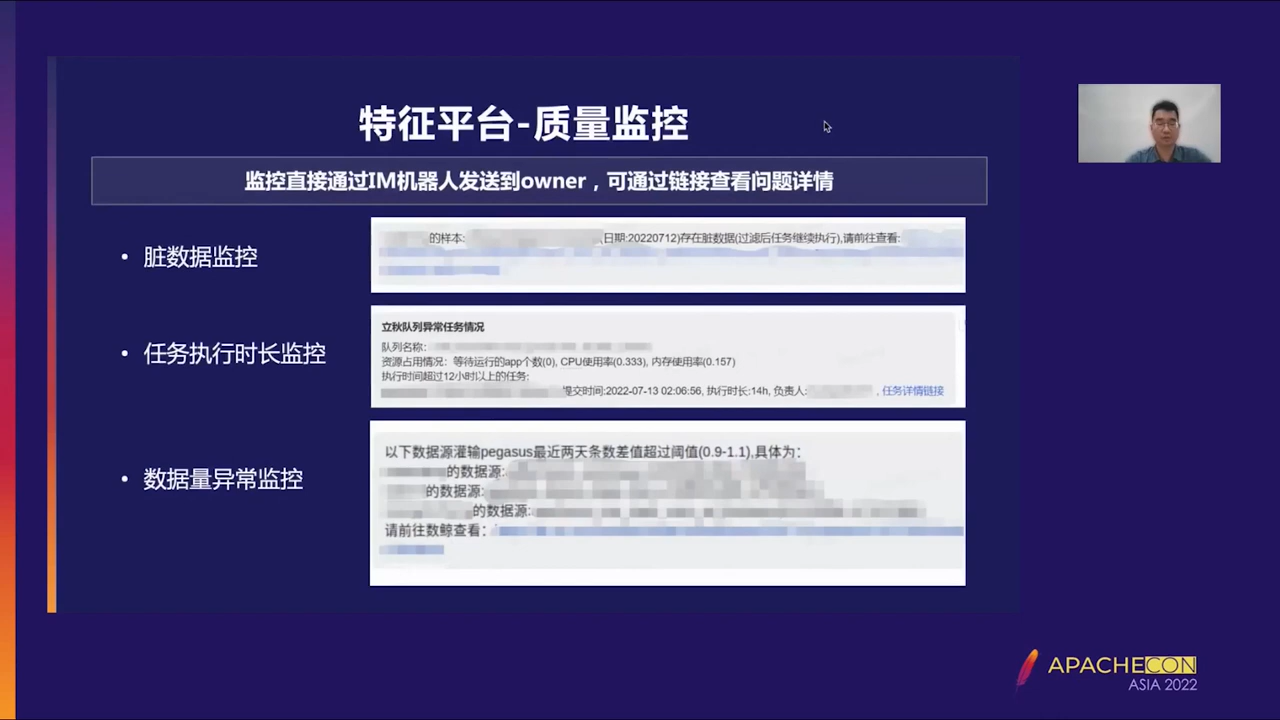 特征平台-质量监控
监控直接通过IM机器人发送到owner，可通过链接查看问题详情
• 脏数据监控
的样本: (日期:20220712)存在脏数据(过滤后任务继续执行),请前往查看:
• 任务执行时长监控
立秋队列异常任务情况
队列名称:
资源占用情况：等待运行的app个数(0), CPU使用率(0.333), 内存使用率(0.157)
执行时间超过12小时以上的任务:
提交时间:2022-07-13 02:06:56, 执行时长:14h, 负责人: , 任务详情链接
• 数据量异常监控
以下数据源灌输pegasus最近两天条数差值超过阈值(0.9-1.1),具体为：
的数据源:
的数据源:
的数据源:
请前往数鲸查看：
APACHECON
ASIA 2022